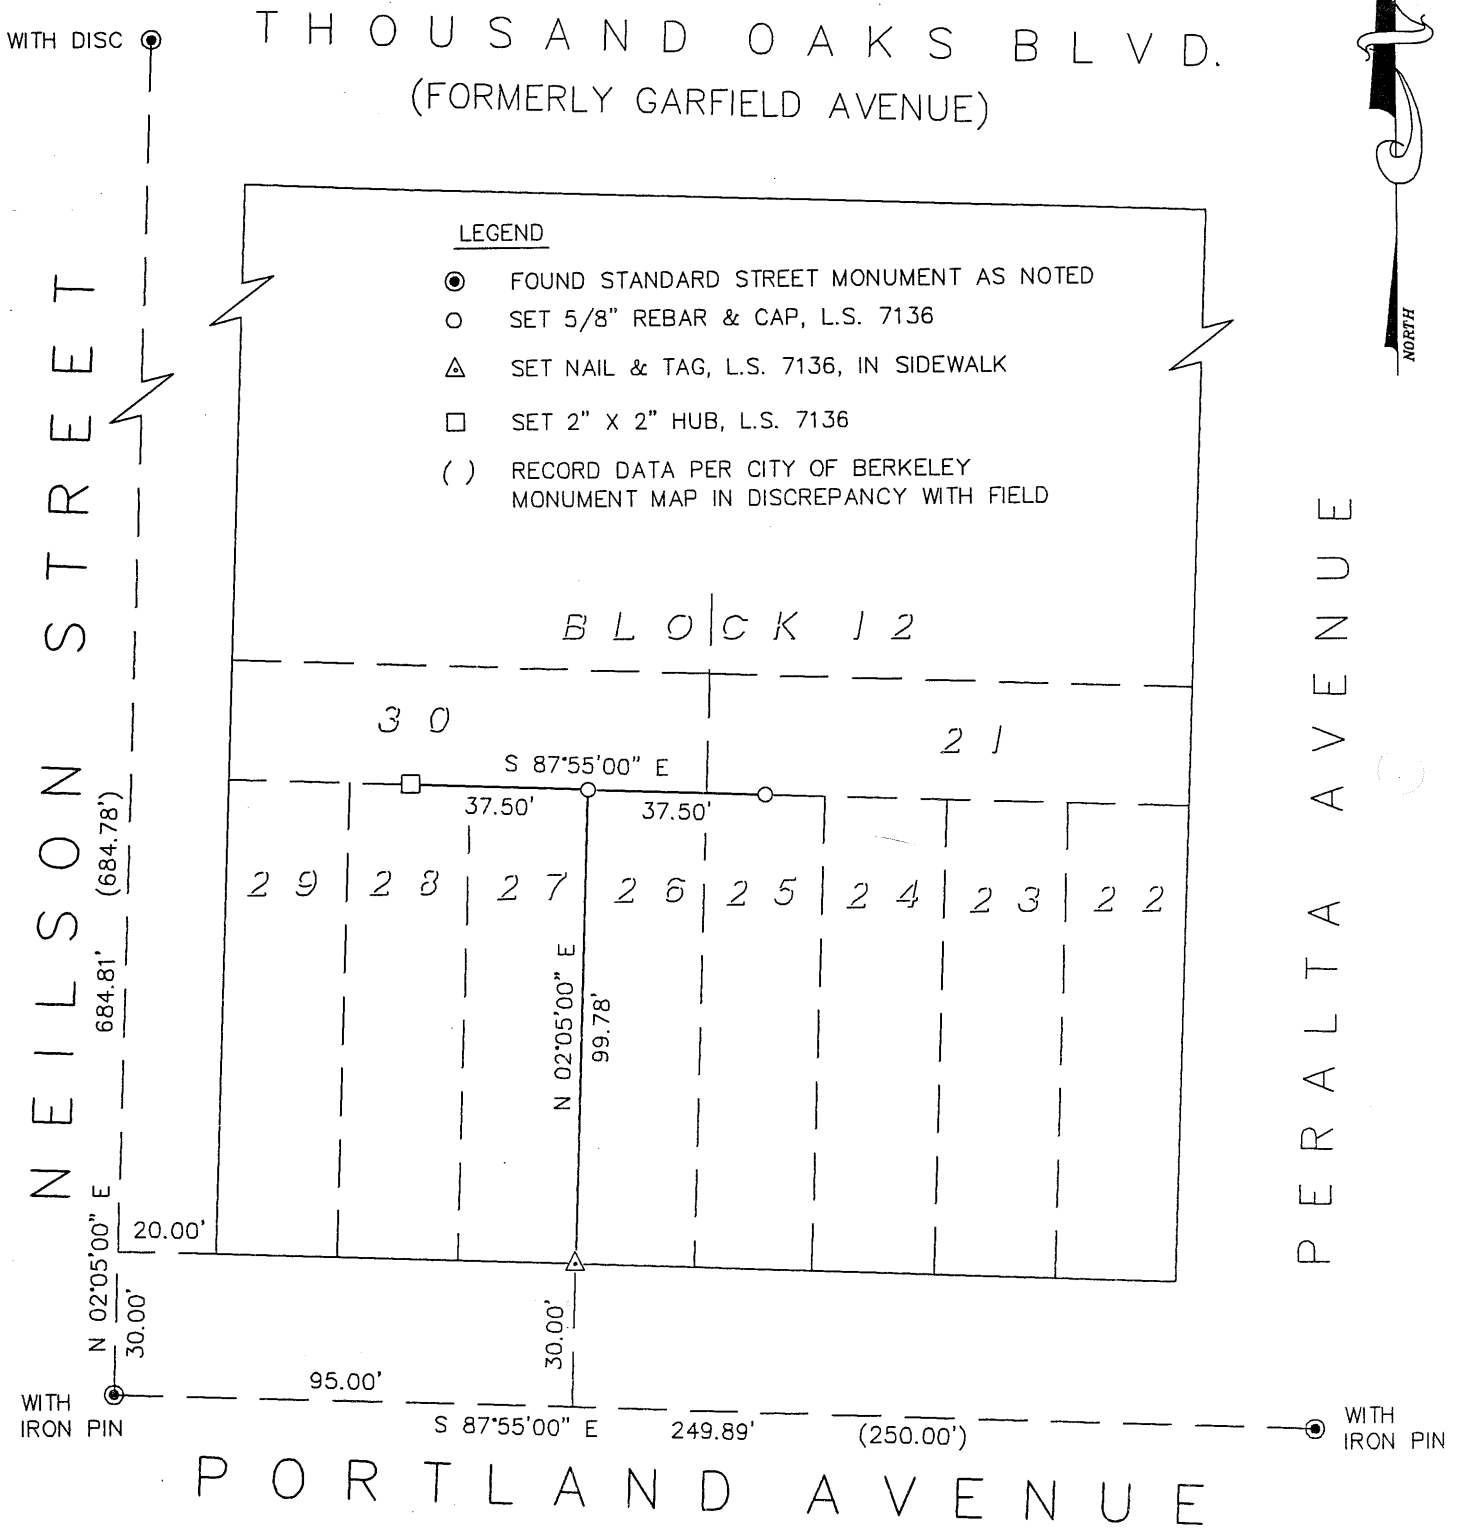 WITH DISC
THOUSAND OAKS BLVD.
(FORMERLY GARFIELD AVENUE)
NORTH
LEGEND
FOUND STANDARD STREET MONUMENT AS NOTED
SET 5/8" REBAR & CAP, L.S. 7136
SET NAIL & TAG, L.S. 7136, IN SIDEWALK
SET 2" X 2" HUB, L.S. 7136
( ) RECORD DATA PER CITY OF BERKELEY
MONUMENT MAP IN DISCREPANCY WITH FIELD
NEILSON STREET
PERALTA AVENUE
BLOCK 12
30
21
S 87°55'00" E
37.50'
37.50'
(684.78')
684.81'
29
28
27
26
25
24
23
22
N 02°05'00" E
99.78'
N 02°05'00" E
20.00'
30.00'
30.00'
95.00'
WITH
IRON PIN
S 87°55'00" E
249.89'
(250.00')
WITH
IRON PIN
PORTLAND AVENUE